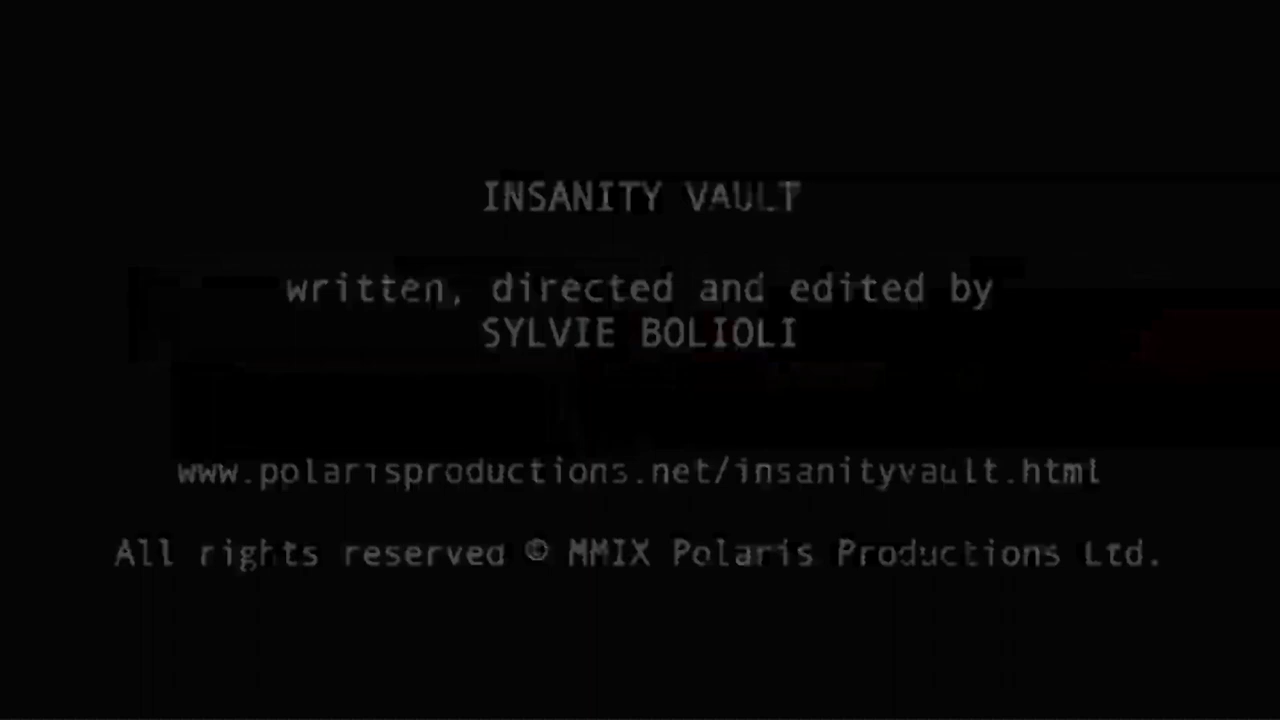 INSANITY VAULT
written, directed and edited by
SYLVIE BOLIOLI
www.polarisproductions.net/insanityvault.html
All rights reserved © MMIX Polaris Productions Ltd.